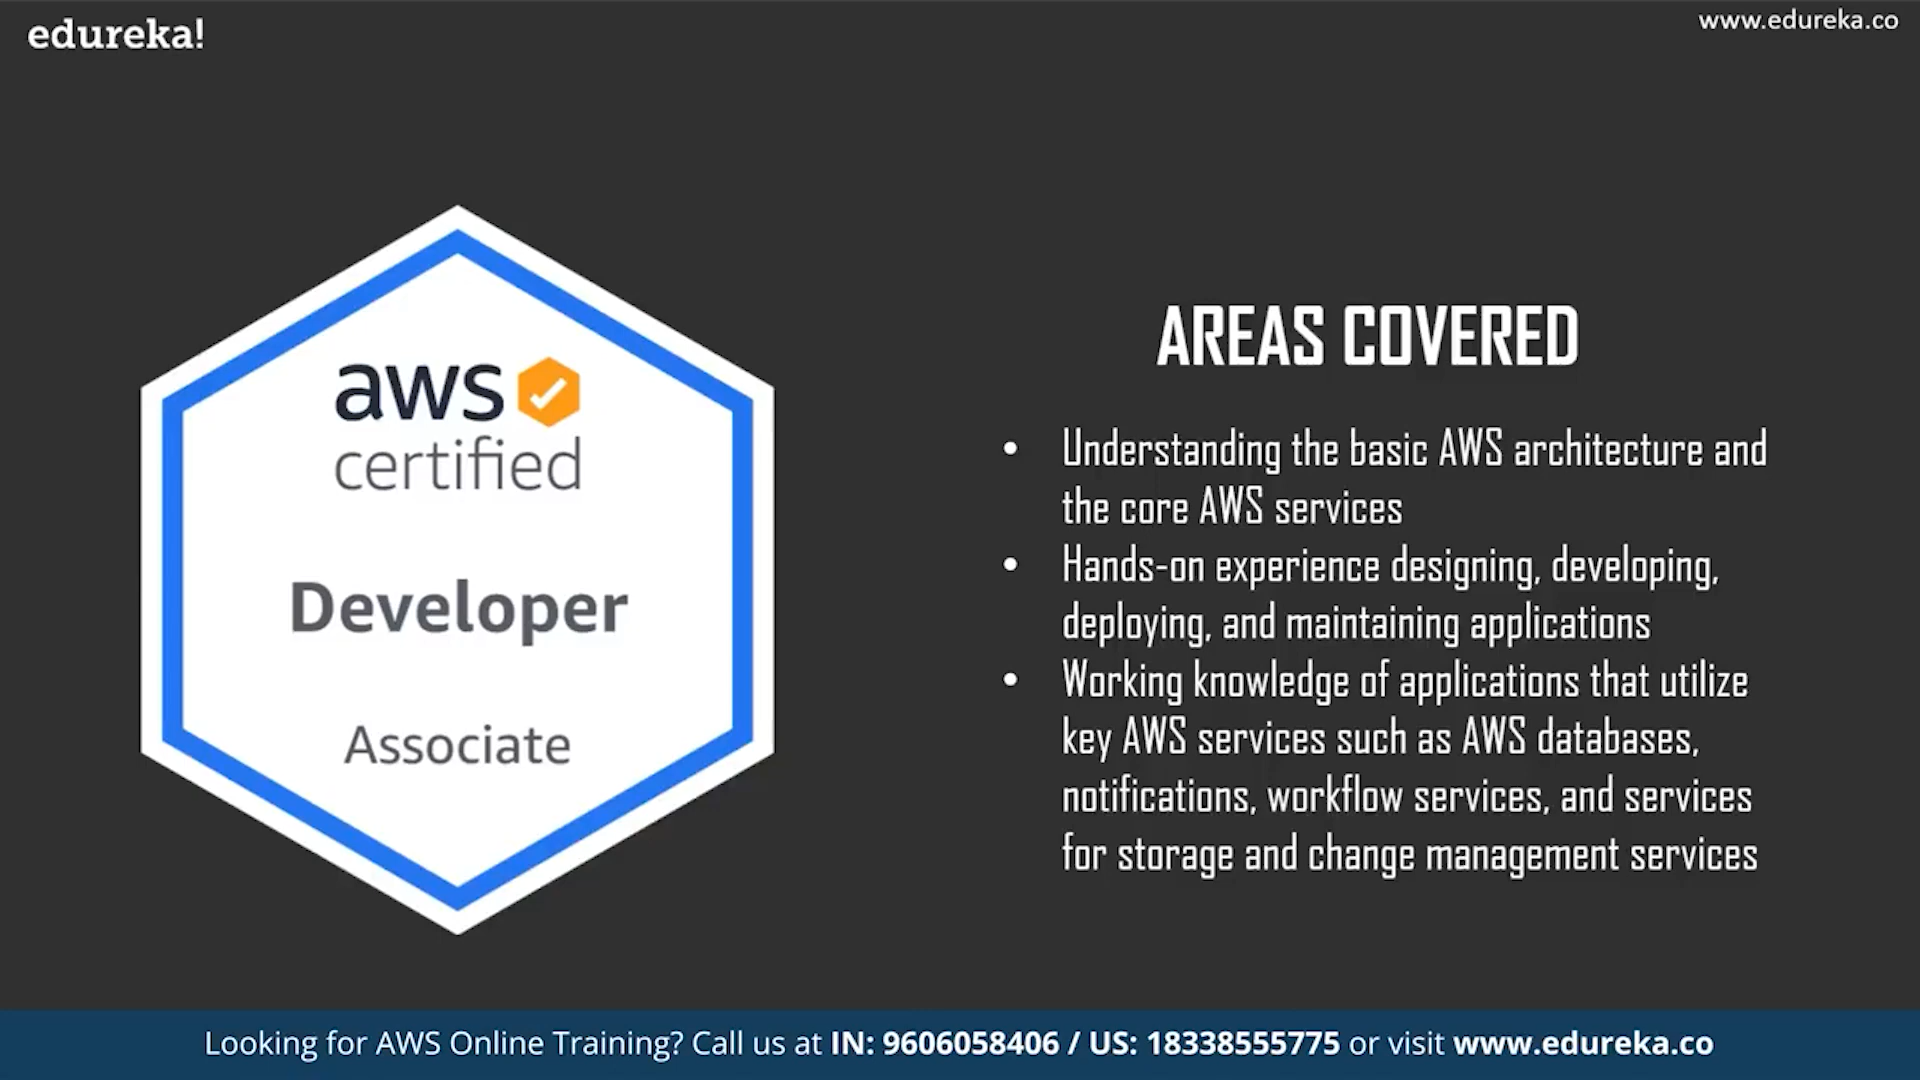 edureka!
www.edureka.co
aws
certified
Developer
Associate
AREAS COVERED
• Understanding the basic AWS architecture and
the core AWS services
• Hands-on experience designing, developing,
deploying, and maintaining applications
• Working knowledge of applications that utilize
key AWS services such as AWS databases,
notifications, workflow services, and services
for storage and change management services
Looking for AWS Online Training? Call us at IN: 9606058406 / US: 18338555775 or visit www.edureka.co